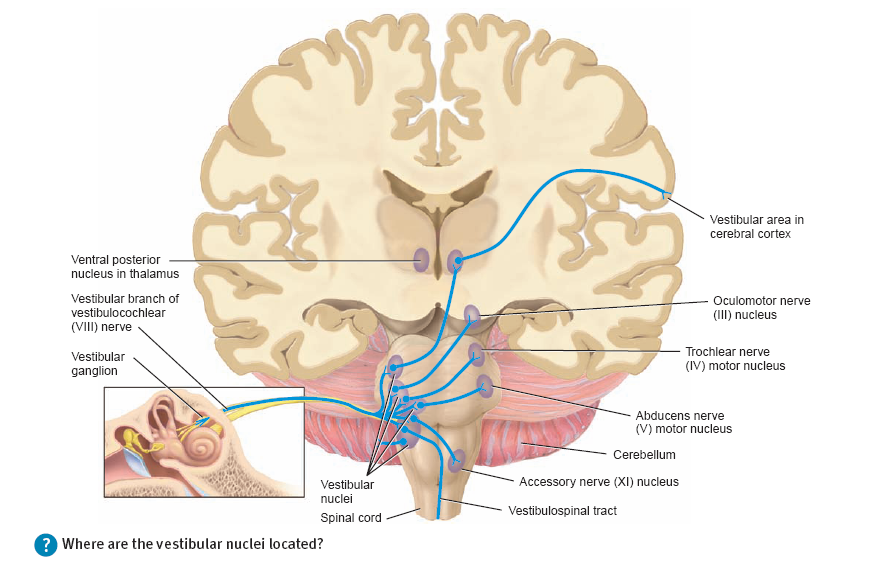 Vestibular area in
cerebral cortex
Ventral posterior
nucleus in thalamus
Vestibular branch of
vestibulocochlear
(VIII) nerve
Oculomotor nerve
(III) nucleus
Vestibular
ganglion
Trochlear nerve
(IV) motor nucleus
Abducens nerve
(V) motor nucleus
Cerebellum
Vestibular
nuclei
Accessory nerve (XI) nucleus
Spinal cord
Vestibulospinal tract
? Where are the vestibular nuclei located?